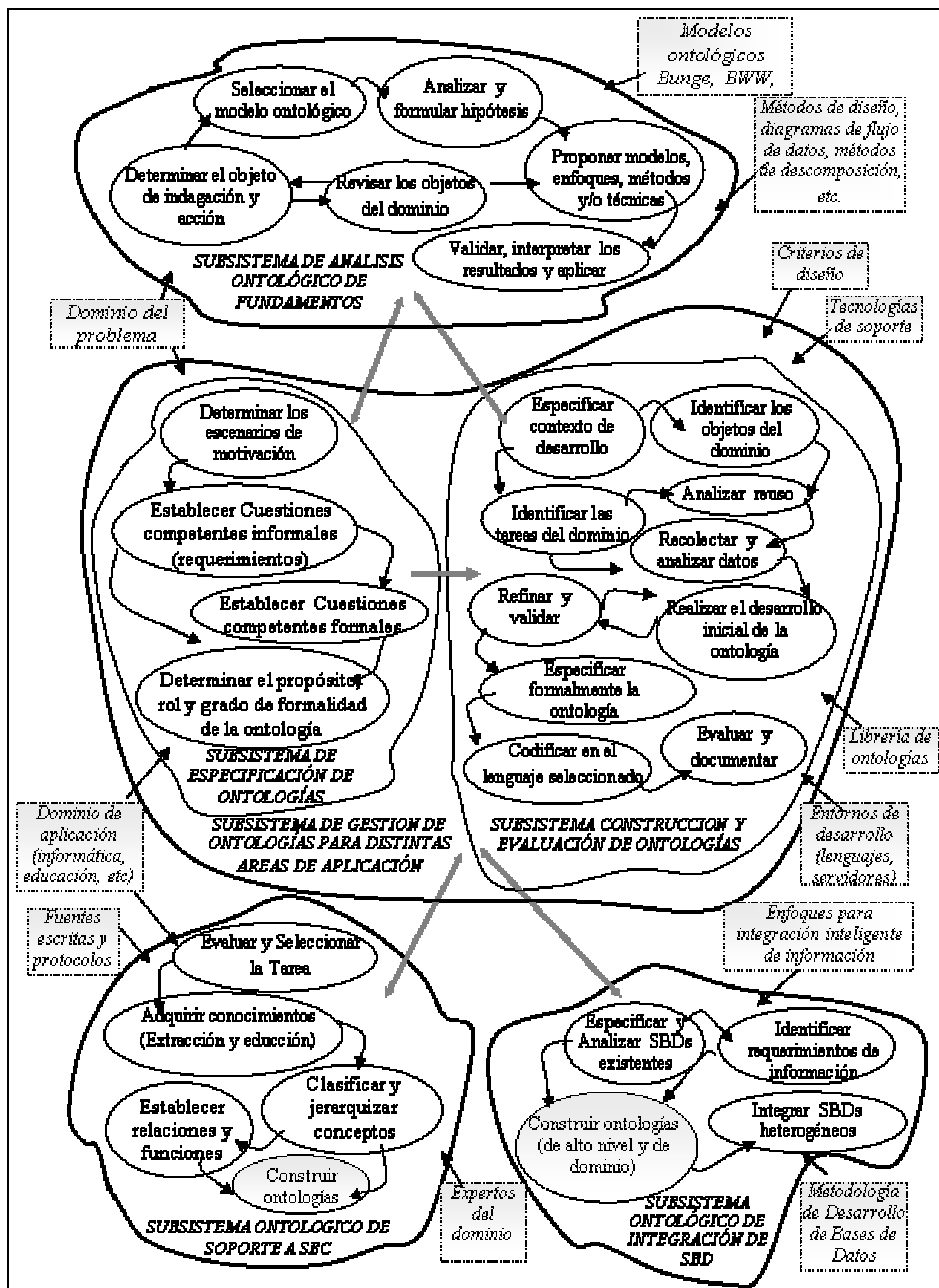 Modelos
ontológicos
Bunge, BWW,
Seleccionar el
modelo ontológico
Analizar y
formular hipótesis
Métodos de diseño,
diagramas de flujo
de datos, métodos
de descomposición,
etc.
Determinar el objeto
de indagación y
acción
Revisar los objetos
del dominio
Proponer modelos,
enfoques, métodos
y/o técnicas
Validar, interpretar los
resultados y aplicar
SUBSISTEMA DE ANALISIS
ONTOLÓGICO DE
FUNDAMENTOS
Dominio del
problema
Criterios de
diseño
Tecnologías
de soporte
Determinar los
escenarios de
motivación
Establecer Cuestiones
competentes informales
(requerimientos)
Establecer Cuestiones
competentes formales
Determinar el propósito,
rol y grado de formalidad
de la ontología
SUBSISTEMA DE
ESPECIFICACIÓN DE
ONTOLOGÍAS
Especificar
contexto de
desarrollo
Identificar los
objetos del
dominio
Analizar reuso
Identificar las
tareas del dominio
Recolectar y
analizar datos
Refinar y
validar
Realizar el desarrollo
inicial de la
ontología
Especificar
formalmente la
ontología
Codificar en el
lenguaje seleccionado
Evaluar y
documentar
Librería de
ontologías
SUBSISTEMA DE GESTION DE
ONTOLOGÍAS PARA DISTINTAS
AREAS DE APLICACIÓN
SUBSISTEMA CONSTRUCCION Y
EVALUACIÓN DE ONTOLOGÍAS
Entornos de
desarrollo
(lenguajes,
servidores)
Dominio de
aplicación
(informática,
educación, etc)
Fuentes
escritas y
protocolos
Evaluar y Seleccionar
la Tarea
Adquirir conocimientos
(Extracción y educción)
Clasificar y
jerarquizar
conceptos
Establecer
relaciones y
funciones
Construir
ontologías
SUBSISTEMA ONTOLOGICO DE
SOPORTE A SBC
Expertos
del
dominio
Enfoques para
integración inteligente
de información
Especificar y
Analizar SBDs
existentes
Identificar
requerimientos de
información
Construir ontologías
(de alto nivel y de
dominio)
Integrar SBDs
heterogéneos
SUBSISTEMA
ONTOLÓGICO DE
INTEGRACIÓN DE
SBD
Metodología
de Desarrollo
de Bases de
Datos